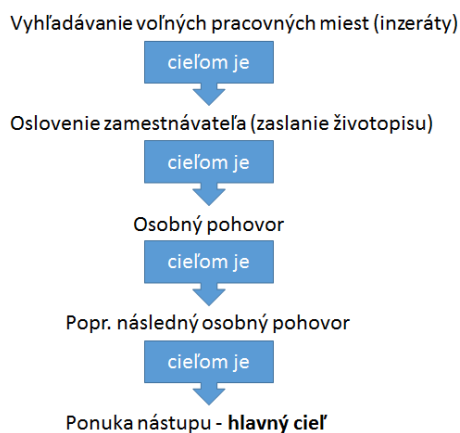 Vyhľadávanie voľných pracovných miest (inzeráty)
cieľom je
Oslovenie zamestnávateľa (zaslanie životopisu)
cieľom je
Osobný pohovor
cieľom je
Popr. následný osobný pohovor
cieľom je
Ponuka nástupu - hlavný cieľ